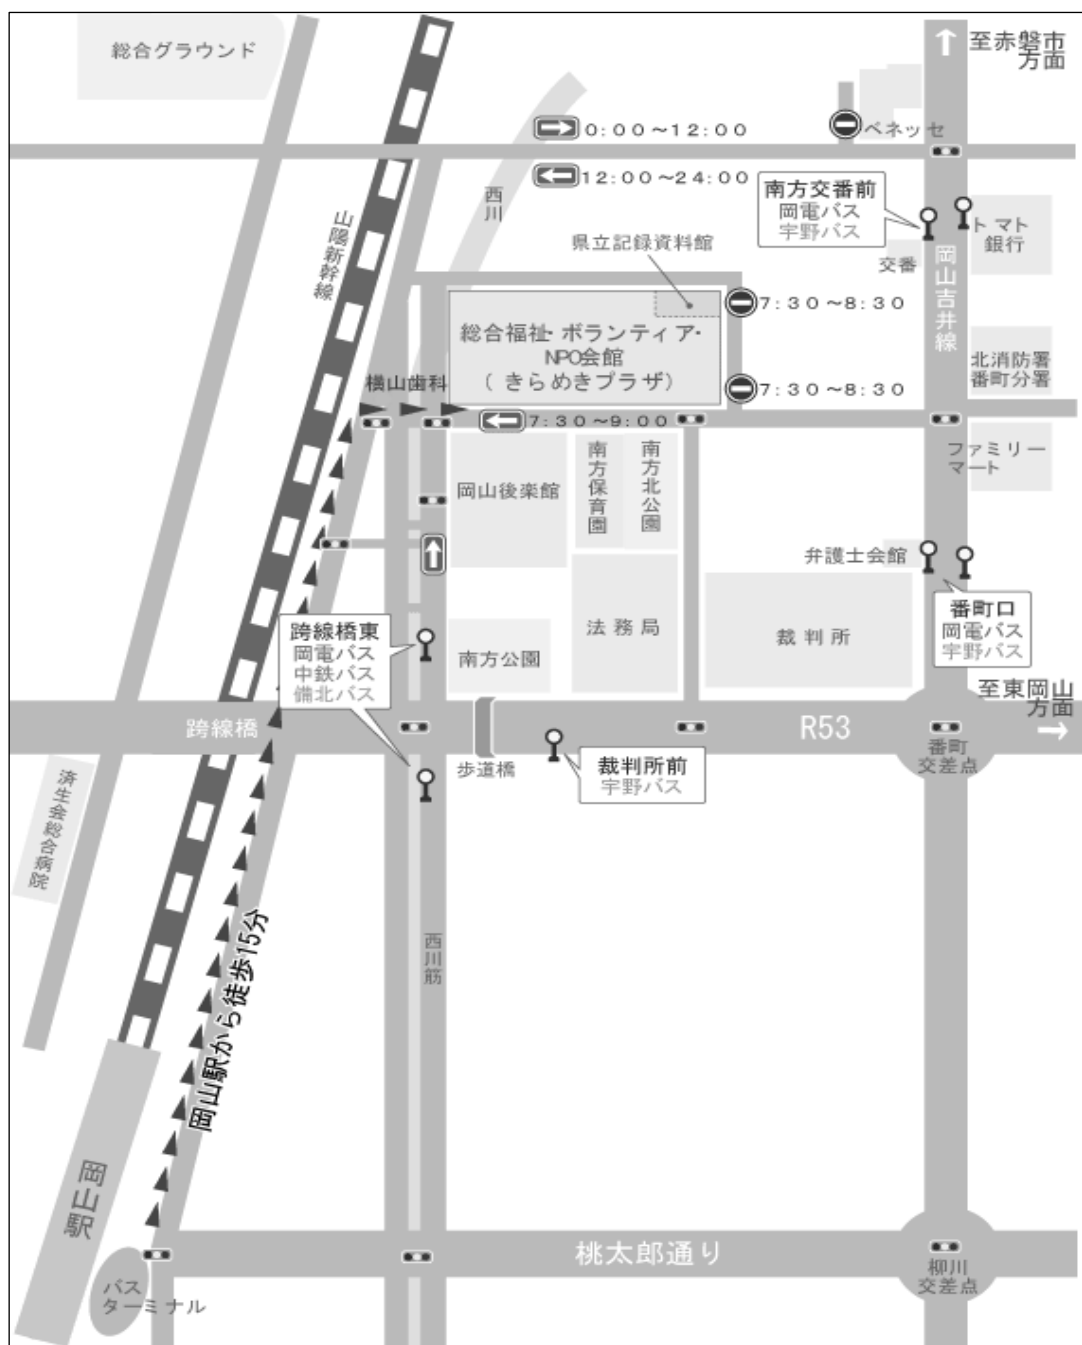 総合グラウンド
至赤磐市
方面
0:00～12:00
ベネッセ
12:00～24:00
西川
南方交番前
岡電バス
宇野バス
トマト
銀行
山陽新幹線
県立記録資料館
交番
岡山吉井線
7:30～8:30
総合福祉・ボランティア・
NPO会館
（きらめきプラザ）
北消防署
番町分署
横山歯科
7:30～8:30
7:30～9:00
ファミリー
マート
岡山後楽館
南方保育園
南方北公園
弁護士会館
番町口
岡電バス
宇野バス
跨線橋東
岡電バス
中鉄バス
備北バス
南方公園
法務局
裁判所
至東岡山
方面
跨線橋
R53
番町
交差点
歩道橋
裁判所前
宇野バス
済生会総合病院
岡山駅から徒歩15分
西川筋
岡山駅
桃太郎通り
柳川
交差点
バス
ターミナル